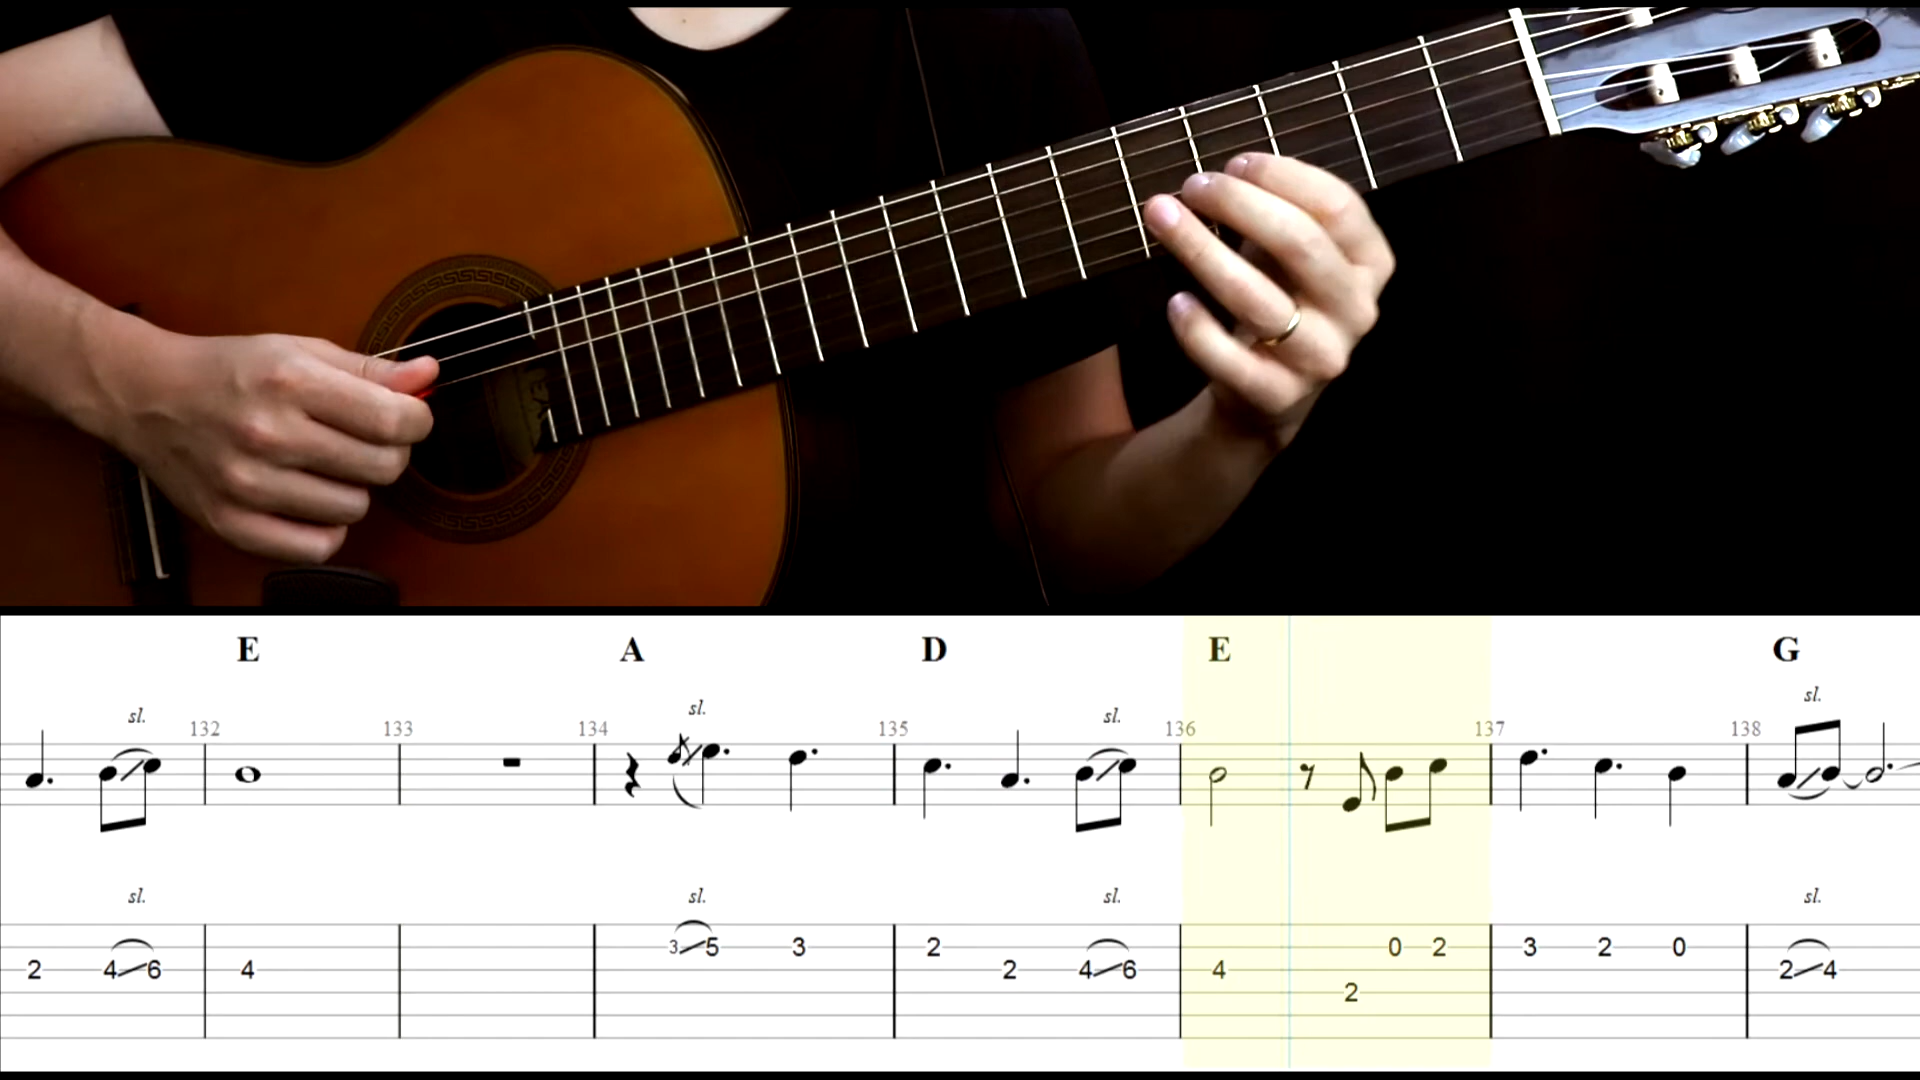 E A D E G
sl. sl. sl. sl.
132 133 134 135 136 137 138
sl. sl. sl. sl.
3 5 3 2 0 2 3 2 0
2 4 6 4 2 4 6 4 2 4
2